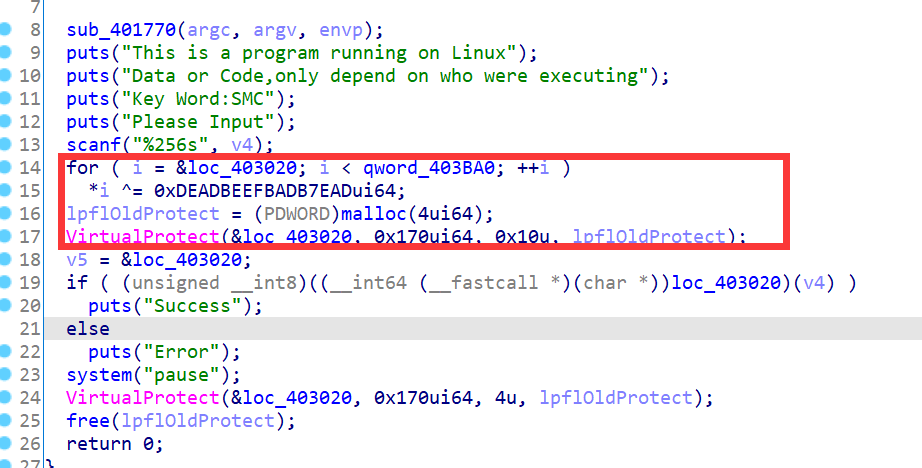 7
8 sub_401770(argc, argv, envp);
9 puts("This is a program running on Linux");
10 puts("Data or Code,only depend on who were executing");
11 puts("Key Word:SMC");
12 puts("Please Input");
13 scanf("%256s", v4);
14 for ( i = &loc_403020; i < qword_403BA0; ++i )
15 *i ^= 0xDEADBEEFBADB7EADui64;
16 lpflOldProtect = (PDWORD)malloc(4ui64);
17 VirtualProtect(&loc_403020, 0x170ui64, 0x10u, lpflOldProtect);
18 v5 = &loc_403020;
19 if ( (unsigned __int8)((__int64 (__fastcall *)(char *))loc_403020)(v4) )
20 puts("Success");
21 else
22 puts("Error");
23 system("pause");
24 VirtualProtect(&loc_403020, 0x170ui64, 4u, lpflOldProtect);
25 free(lpflOldProtect);
26 return 0;
27 }